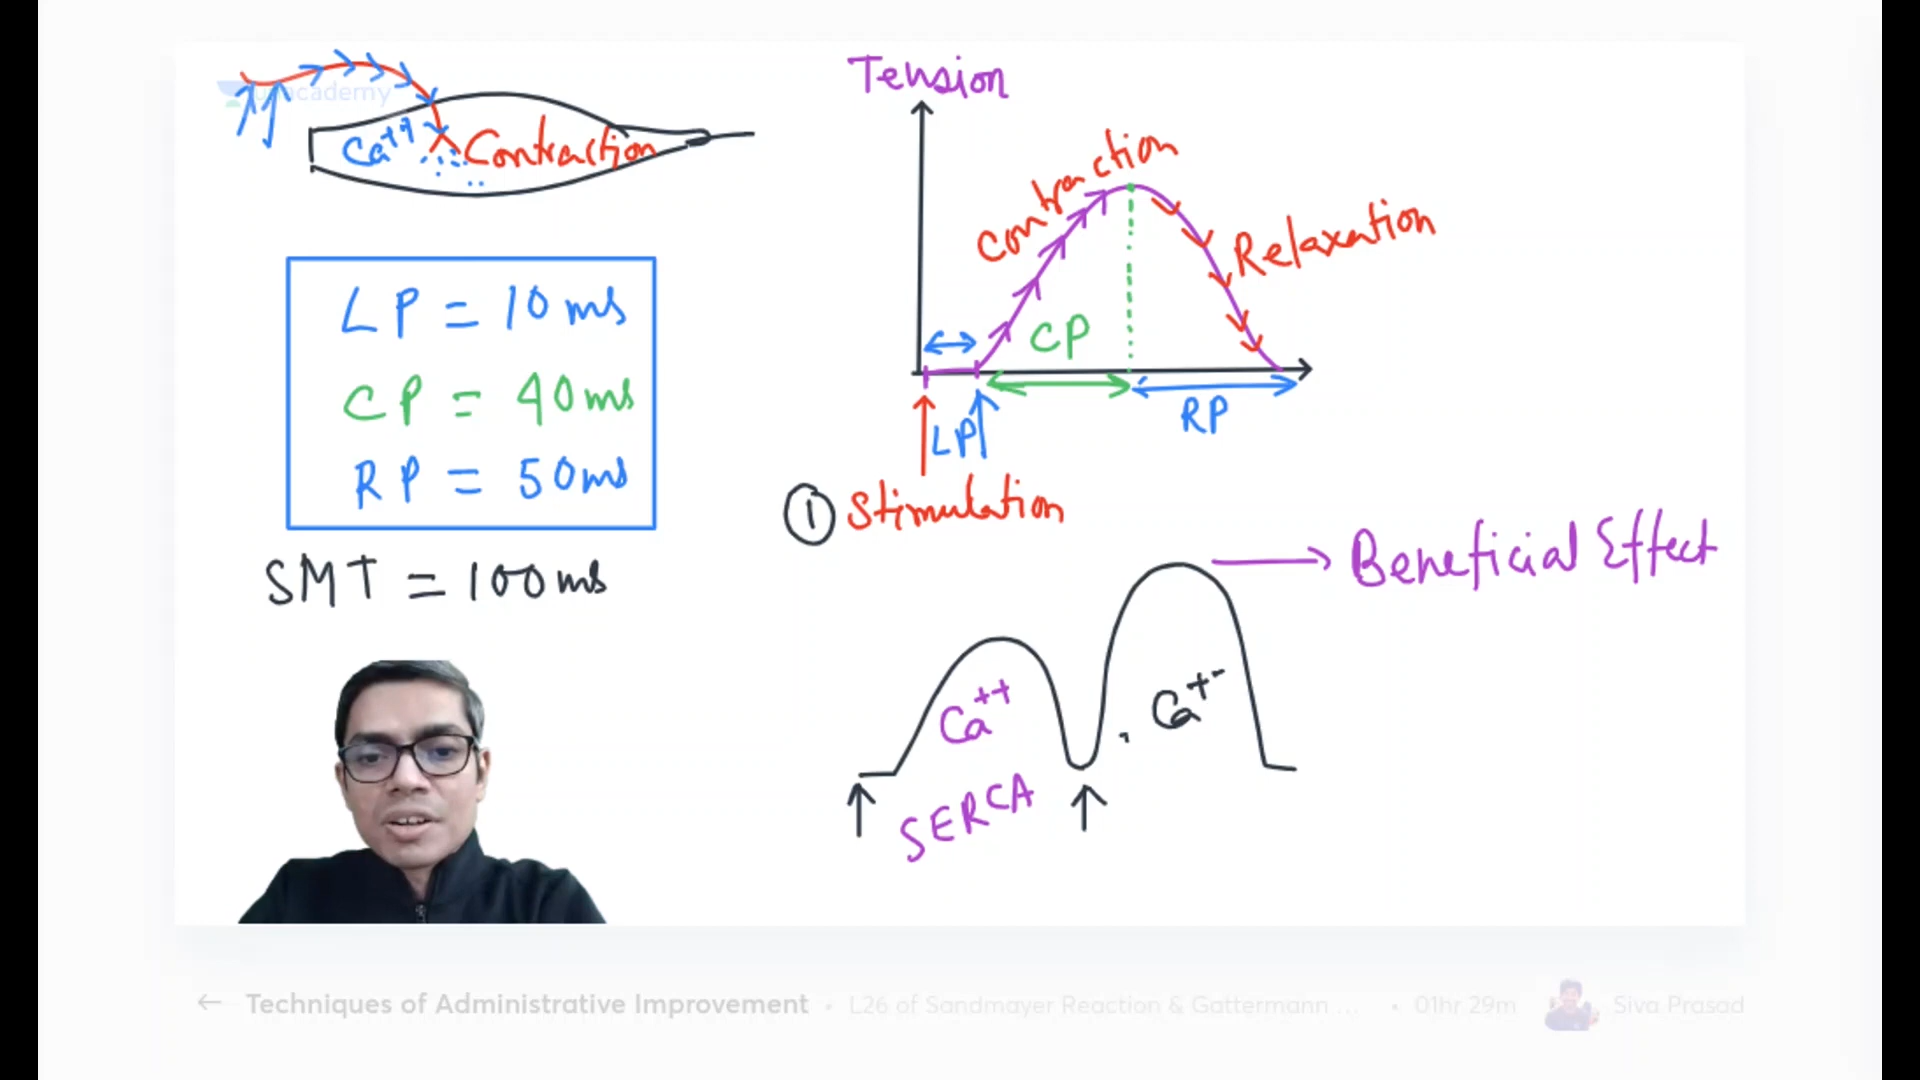 unacademy
Ca++ Contraction
LP = 10 ms
CP = 40 ms
RP = 50 ms
SMT = 100 ms
Tension
Contraction
Relaxation
CP
LP
RP
① Stimulation
Beneficial Effect
Ca++
Ca+-
SERCA
← Techniques of Administrative Improvement • L26 of Sandmayer Reaction & Gattermann ... • 01hr 29m Siva Prasad